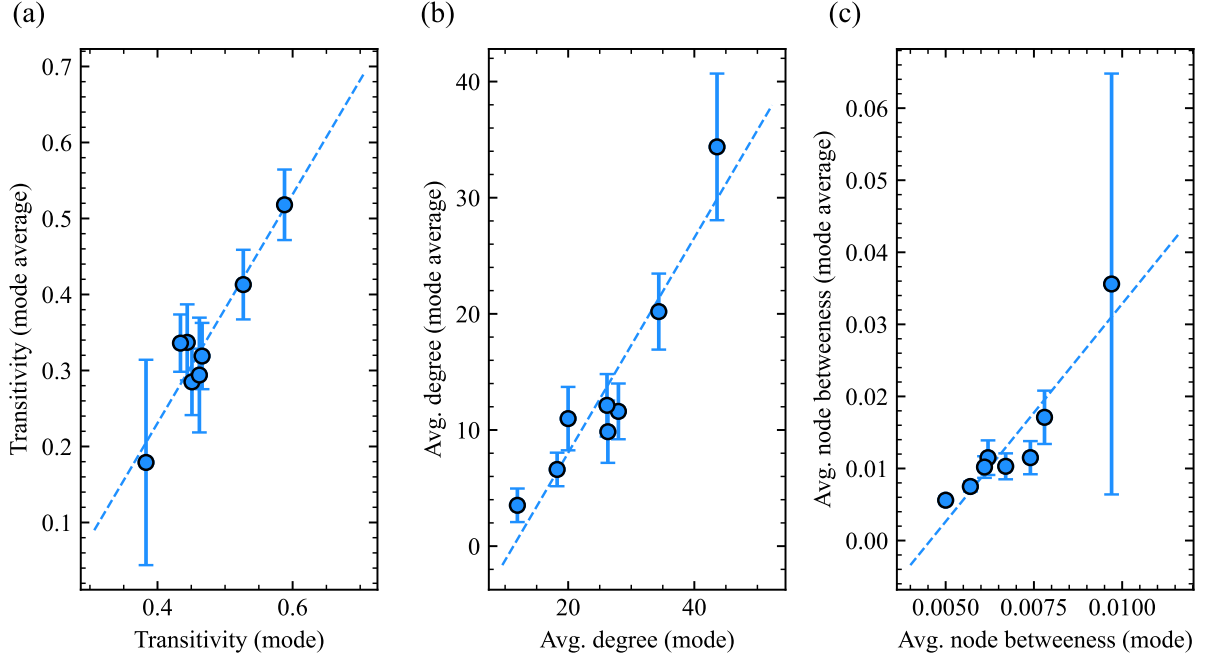 (a)
(b)
(c)
Transitivity (mode average)
0.7
0.6
0.5
0.4
0.3
0.2
0.1
0.4
0.6
Transitivity (mode)
Avg. degree (mode average)
40
30
20
10
0
20
40
Avg. degree (mode)
Avg. node betweeness (mode average)
0.06
0.05
0.04
0.03
0.02
0.01
0.00
0.0050
0.0075
0.0100
Avg. node betweeness (mode)